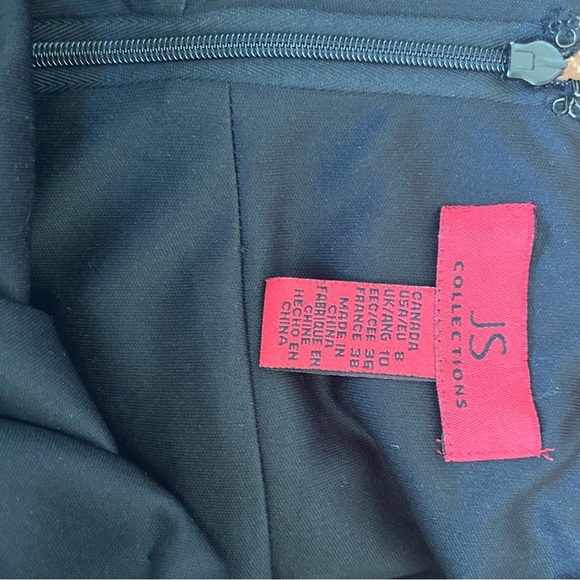 JS
COLLECTIONS
CANADA
USA/EU 8
UK/ANG 10
EEC/CEE 36
FRANCE 38
MADE IN
CHINA
FABRIQUE EN
CHINE
HECHO EN
CHINA